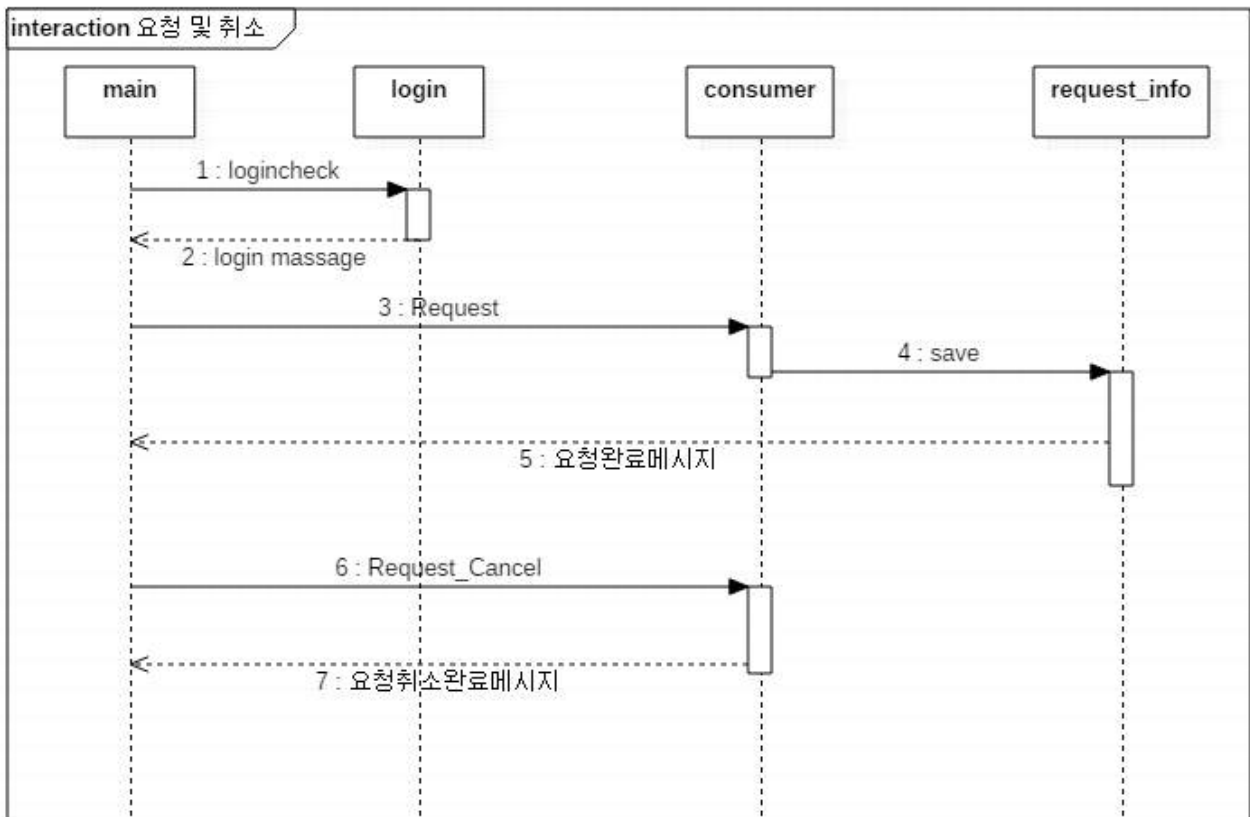 interaction 요청 및 취소
main
login
consumer
request_info
1 : logincheck
2 : login massage
3 : Request
4 : save
5 : 요청완료메시지
6 : Request_Cancel
7 : 요청취소완료메시지